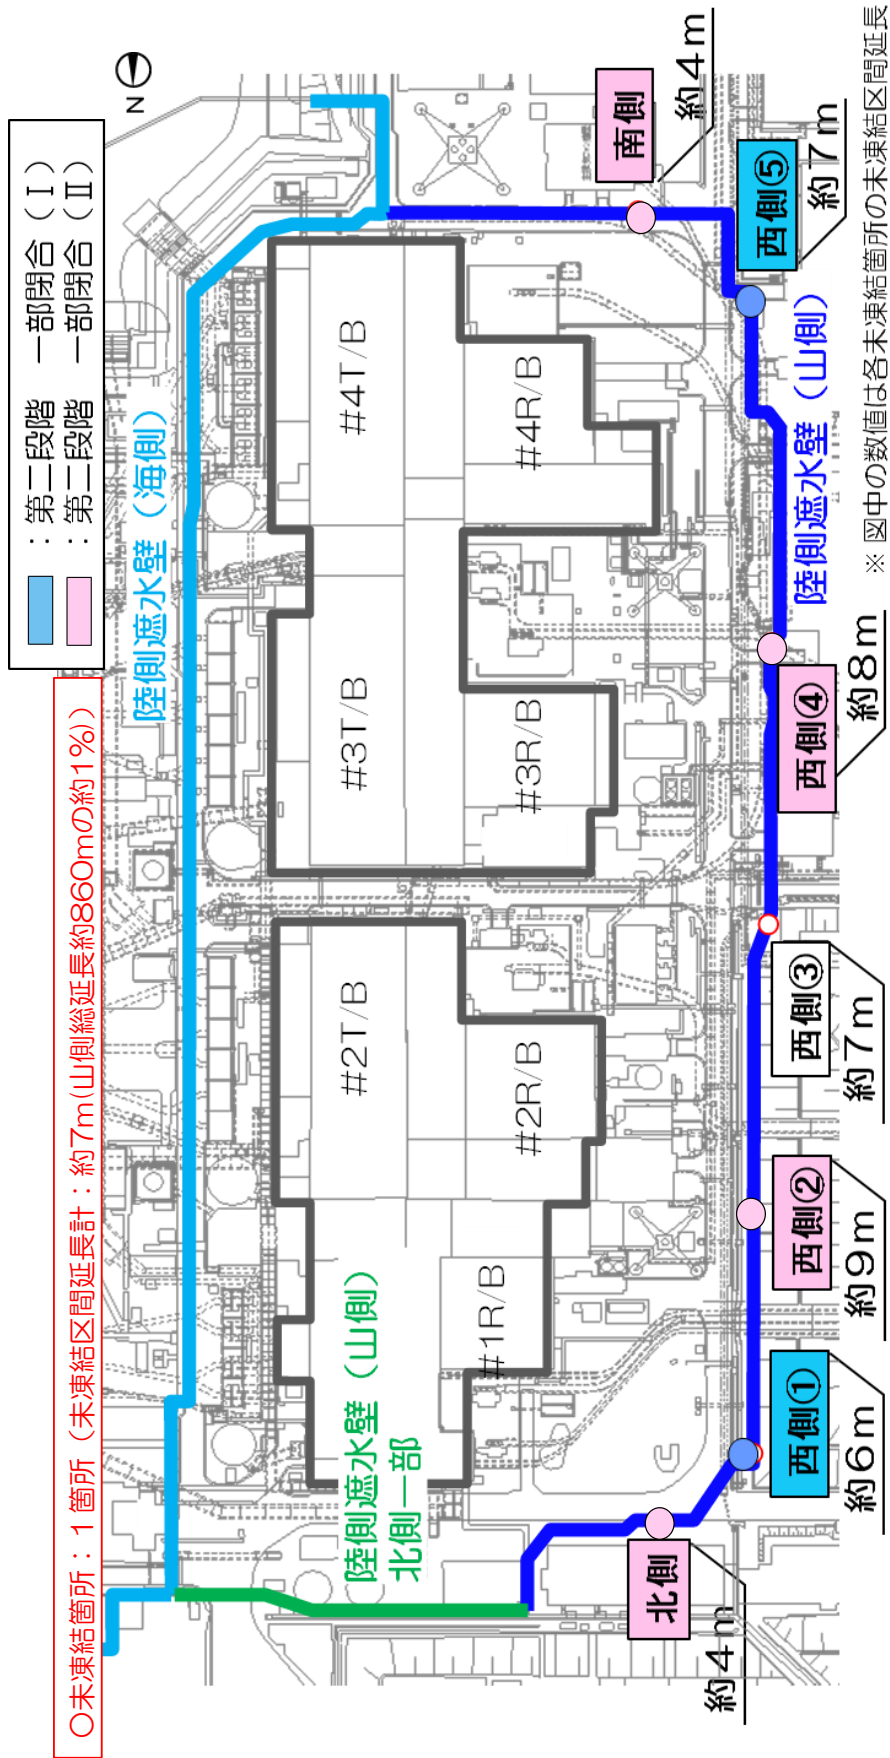 ○未凍結箇所：１箇所（未凍結区間延長計：約7m(山側総延長約860mの約1%))
：第二段階　一部閉合（Ⅰ）
：第二段階　一部閉合（Ⅱ）
N
陸側遮水壁（海側）
#2T/B
#3T/B
#4T/B
#1R/B
#2R/B
#3R/B
#4R/B
陸側遮水壁（山側）
北側一部
陸側遮水壁（山側）
北側
約4m
西側①
約6m
西側②
約9m
西側③
約7m
西側④
約8m
西側⑤
約7m
南側
約4m
※ 図中の数値は各未凍結箇所の未凍結区間延長